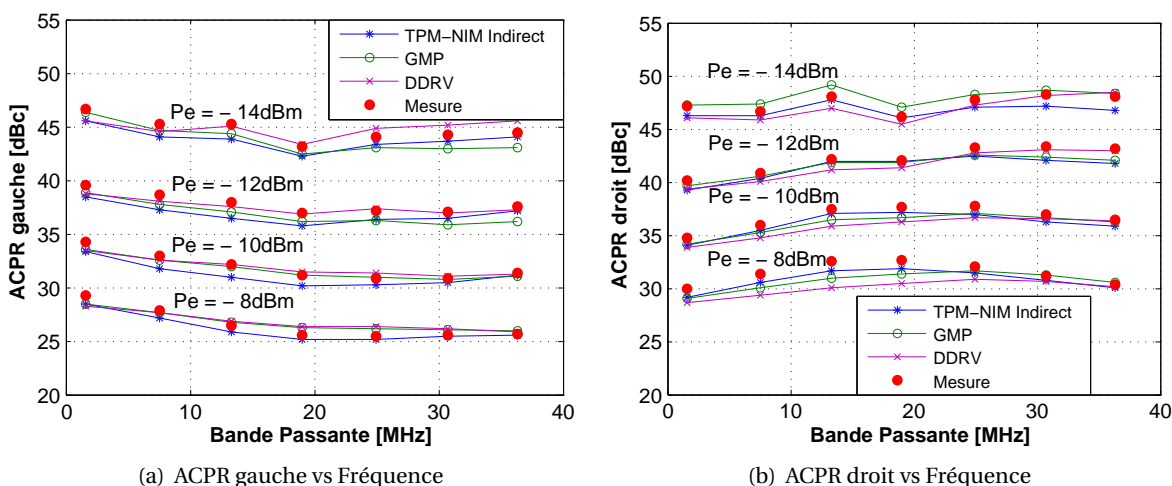 55
50
45
40
35
30
25
20
0
10
20
30
40
ACPR gauche [dBc]
Bande Passante [MHz]
TPM−NIM Indirect
GMP
DDRV
Mesure
Pe = − 14dBm
Pe = − 12dBm
Pe = − 10dBm
Pe = − 8dBm
(a) ACPR gauche vs Fréquence
55
50
45
40
35
30
25
20
0
10
20
30
40
ACPR droit [dBc]
Bande Passante [MHz]
Pe = − 14dBm
Pe = − 12dBm
Pe = − 10dBm
Pe = − 8dBm
TPM−NIM Indirect
GMP
DDRV
Mesure
(b) ACPR droit vs Fréquence